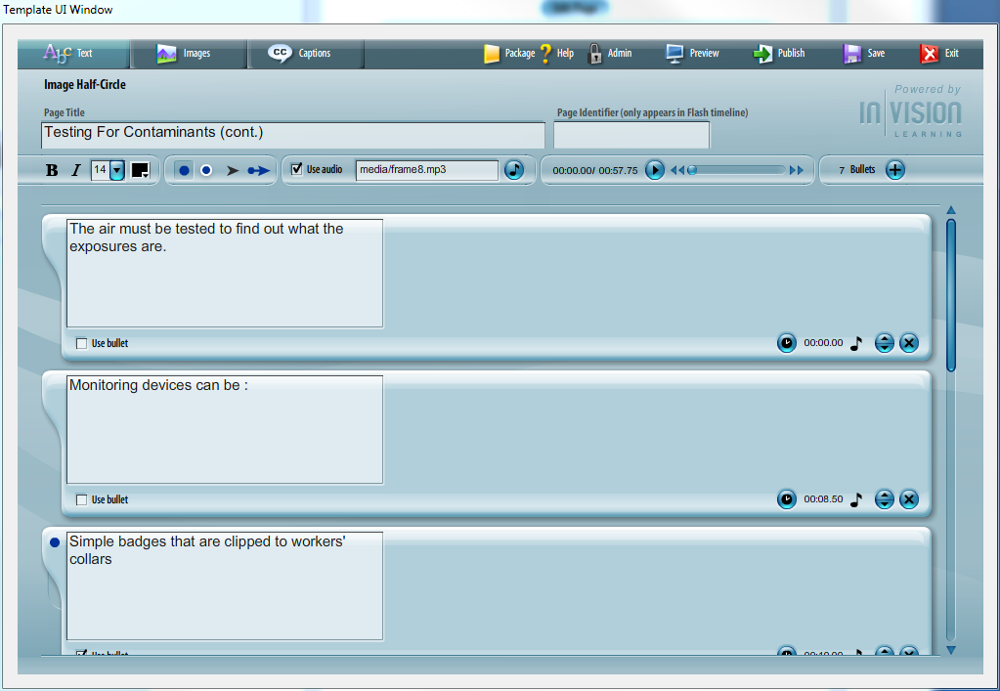 Template UI Window
Abc Text
Images
CC Captions
Package
? Help
Admin
Preview
Publish
Save
Exit
Image Half-Circle
Powered by
IN VISION
LEARNING
Page Title
Page Identifier (only appears in Flash timeline)
Testing For Contaminants (cont.)
B I 14
Use audio
media/frame8.mp3
00:00.00/ 00:57.75
7 Bullets
The air must be tested to find out what the
exposures are.
Use bullet
00:00.00
Monitoring devices can be :
Use bullet
00:08.50
Simple badges that are clipped to workers'
collars
Use bullet